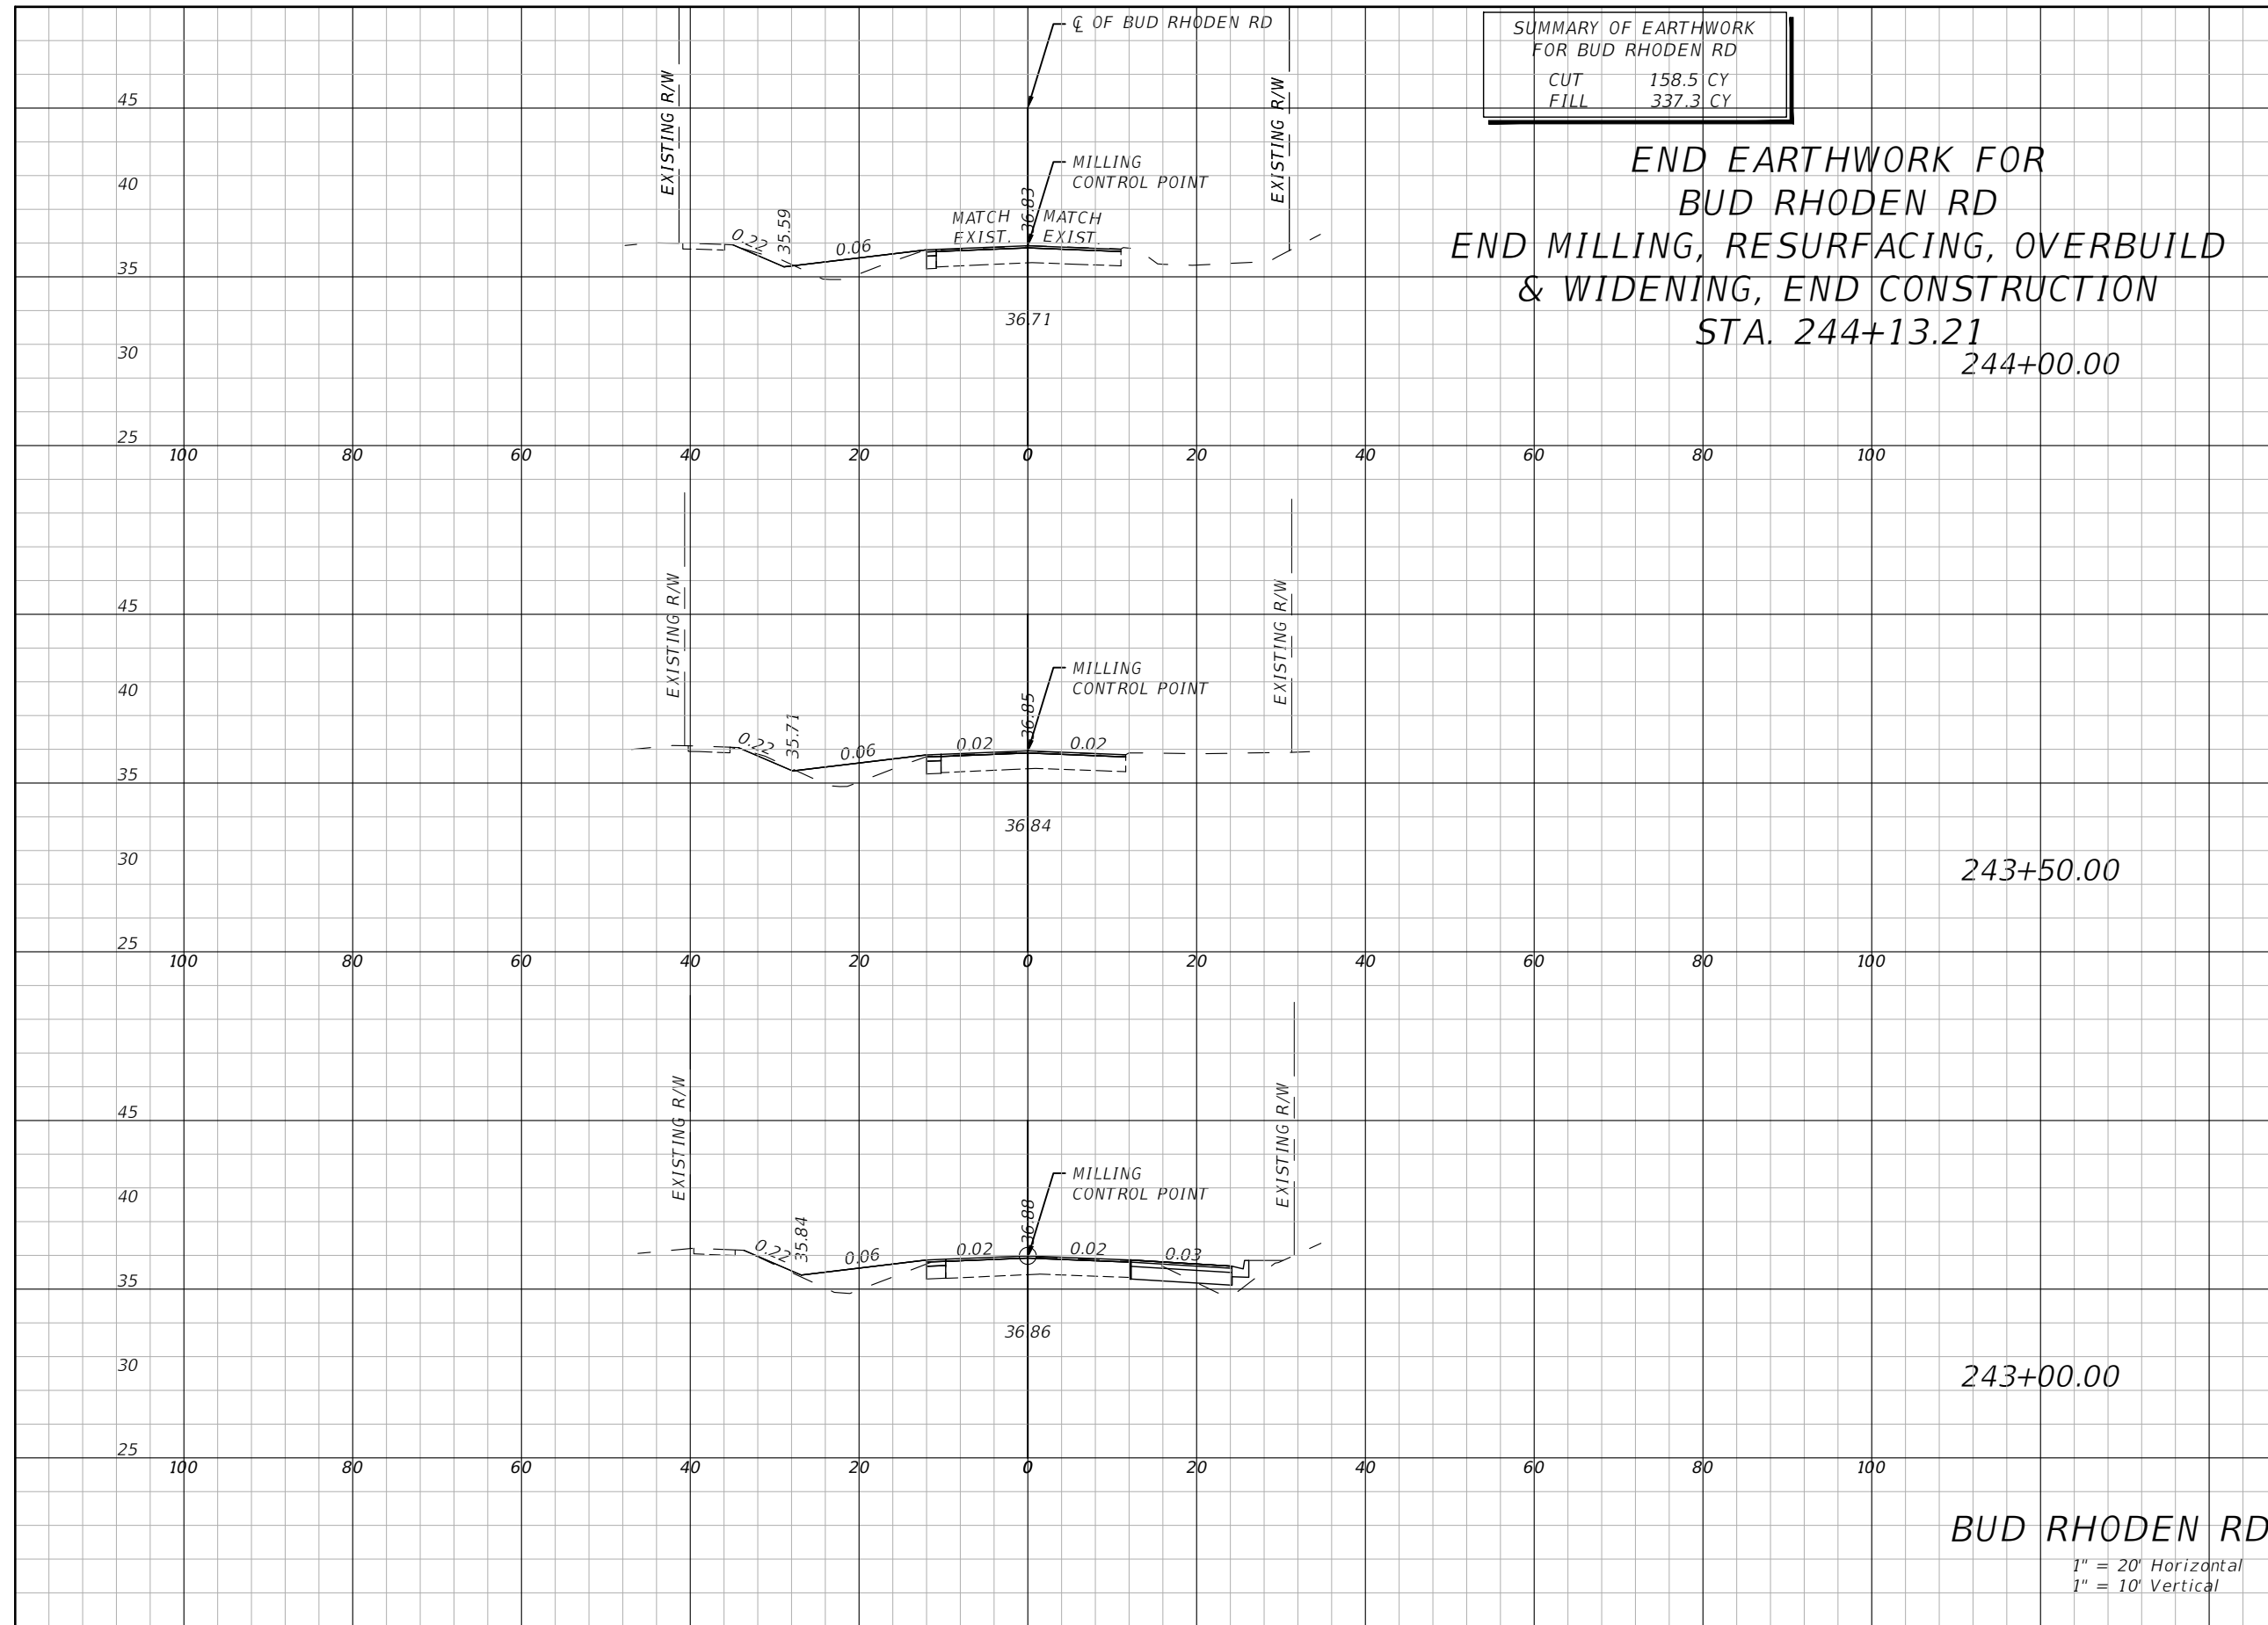 ℄ OF BUD RHODEN RD
SUMMARY OF EARTHWORK
FOR BUD RHODEN RD
CUT 158.5 CY
FILL 337.3 CY
END EARTHWORK FOR
BUD RHODEN RD
END MILLING, RESURFACING, OVERBUILD
& WIDENING, END CONSTRUCTION
STA. 244+13.21
244+00.00
45
40
35
30
25
EXISTING R/W
EXISTING R/W
MILLING
CONTROL POINT
36.83
MATCH
EXIST.
MATCH
EXIST.
0.22
35.59
0.06
36.71
100 80 60 40 20 0 20 40 60 80 100
45
40
35
30
25
EXISTING R/W
EXISTING R/W
MILLING
CONTROL POINT
36.85
0.22
35.71
0.06
0.02
0.02
36.84
243+50.00
100 80 60 40 20 0 20 40 60 80 100
45
40
35
30
25
EXISTING R/W
EXISTING R/W
MILLING
CONTROL POINT
36.88
0.22
35.84
0.06
0.02
0.02
0.03
36.86
243+00.00
100 80 60 40 20 0 20 40 60 80 100
BUD RHODEN RD
1" = 20' Horizontal
1" = 10' Vertical